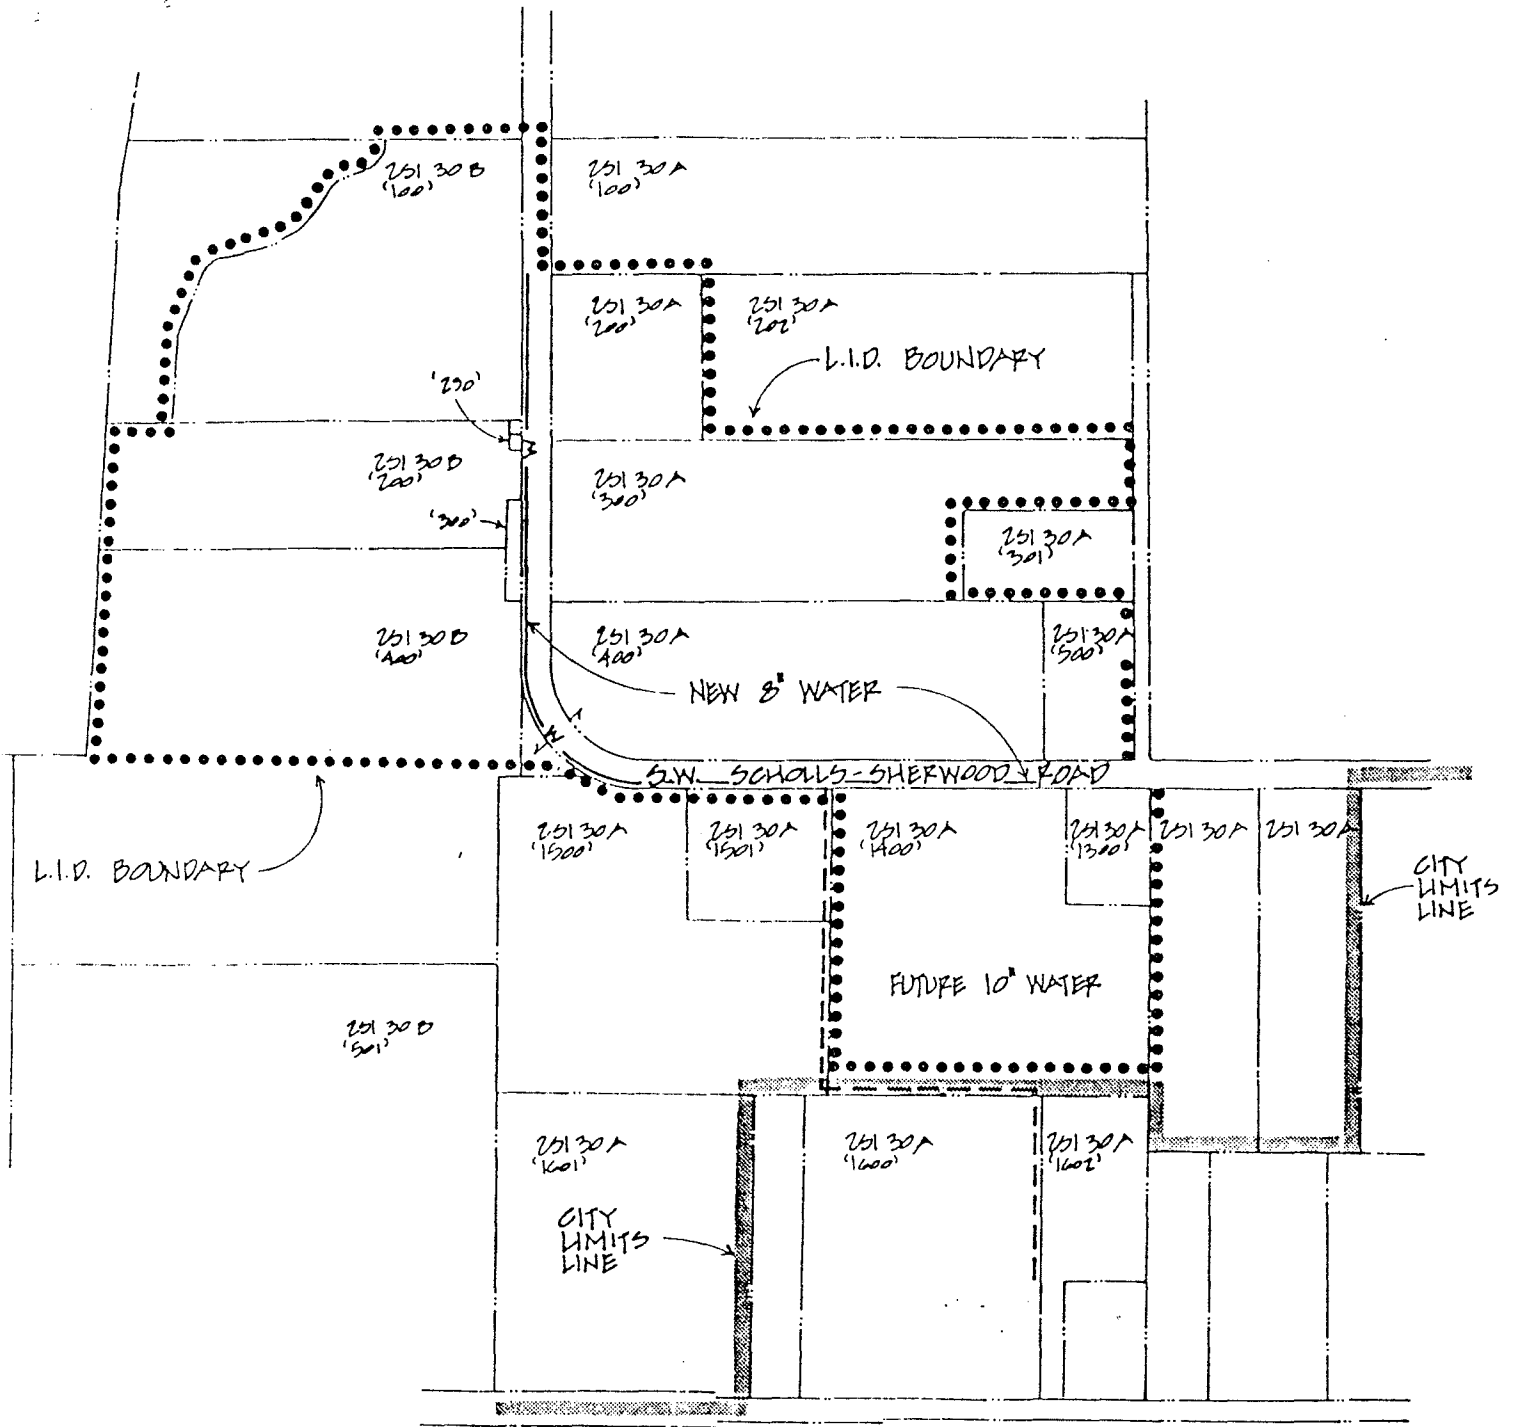 2S1 30 B
(100)
2S1 30 A
(100)
2S1 30 A
(200)
2S1 30 A
(202)
L.I.D. BOUNDARY
(290)
W
2S1 30 B
(200)
2S1 30 A
(300)
(300)
2S1 30 A
(301)
2S1 30 B
(400)
2S1 30 A
(400)
2S1 30 A
(500)
NEW 8" WATER
W
S.W. SCHOLLS-SHERWOOD ROAD
2S1 30 A
(1500)
2S1 30 A
(1501)
2S1 30 A
(1400)
2S1 30 A
(1300)
2S1 30 A
2S1 30 A
L.I.D. BOUNDARY
CITY
LIMITS
LINE
FUTURE 10" WATER
2S1 30 B
(501)
2S1 30 A
(1601)
2S1 30 A
(1600)
2S1 30 A
(1602)
CITY
LIMITS
LINE